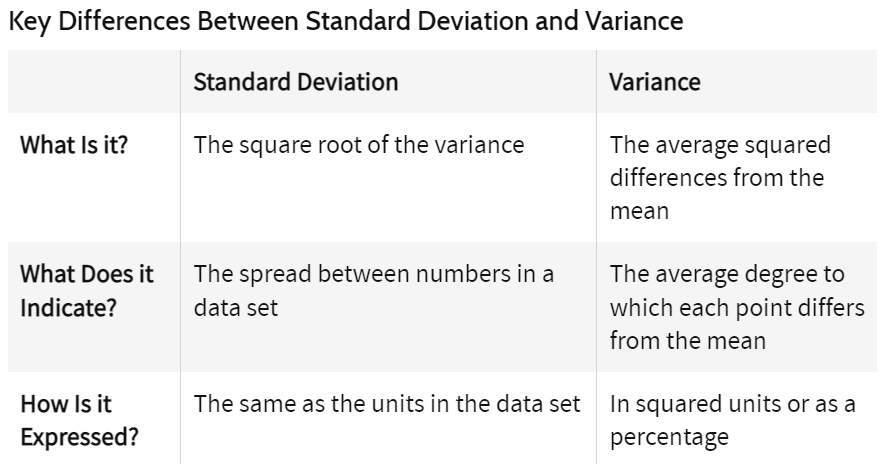 Key Differences Between Standard Deviation and Variance
Standard Deviation
Variance
What Is it?
The square root of the variance
The average squared
differences from the
mean
What Does it
Indicate?
The spread between numbers in a
data set
The average degree to
which each point differs
from the mean
How Is it
Expressed?
The same as the units in the data set
In squared units or as a
percentage